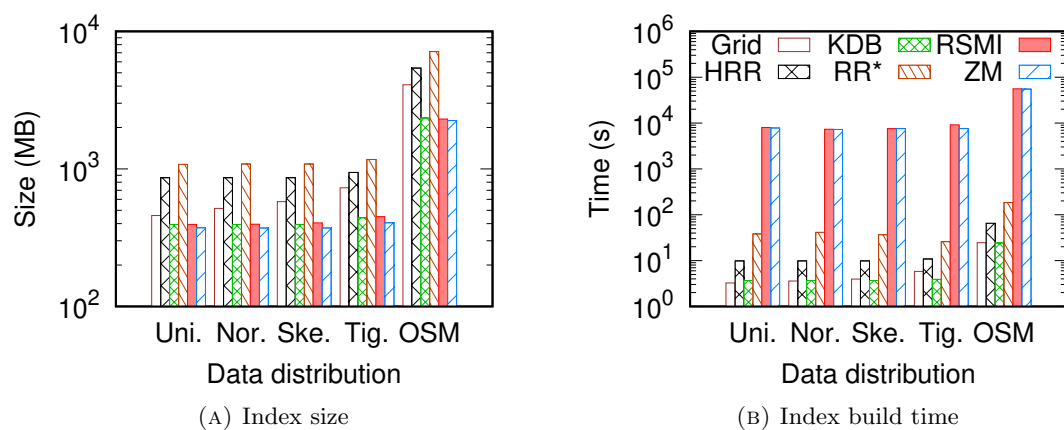 10^4
10^3
10^2
Size (MB)
Uni. Nor. Ske. Tig. OSM
Data distribution
(A) Index size
10^6
10^5
10^4
10^3
10^2
10^1
10^0
Time (s)
Grid KDB RSMI
HRR RR* ZM
Uni. Nor. Ske. Tig. OSM
Data distribution
(B) Index build time